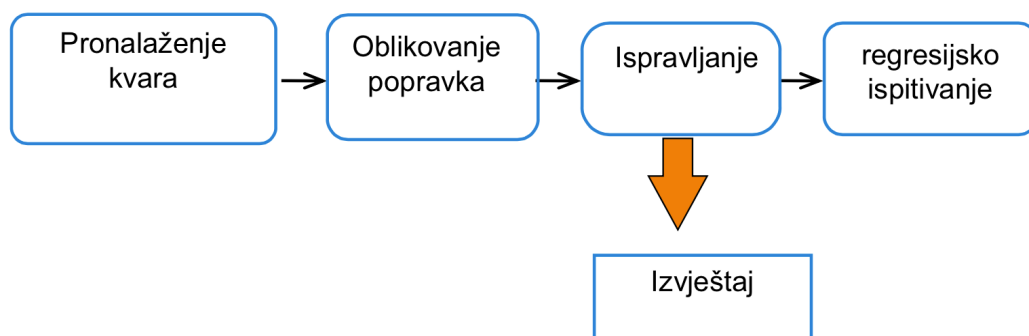 Pronalaženje
kvara
Oblikovanje
popravka
Ispravljanje
regresijsko
ispitivanje
Izvještaj